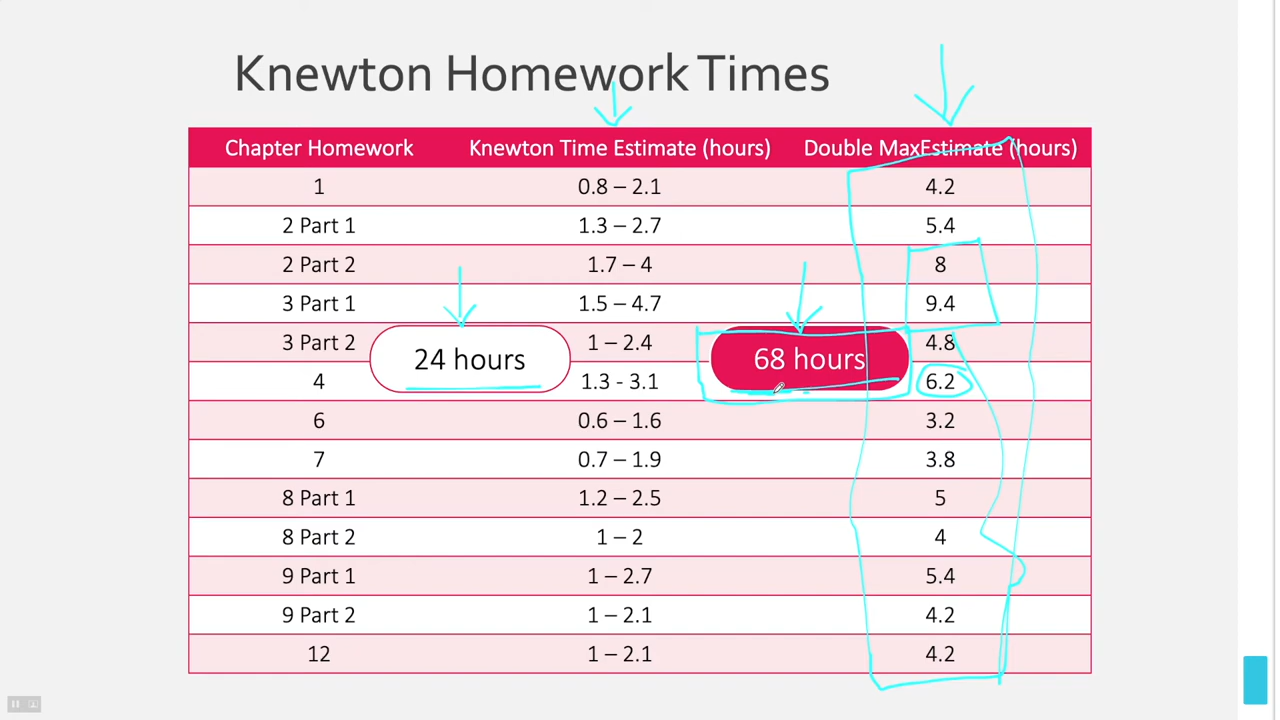 Knewton Homework Times
Chapter Homework Knewton Time Estimate (hours) Double MaxEstimate (hours)
1 0.8 – 2.1 4.2
2 Part 1 1.3 – 2.7 5.4
2 Part 2 1.7 – 4 8
3 Part 1 1.5 – 4.7 9.4
3 Part 2 1 – 2.4 4.8
24 hours 68 hours
4 1.3 - 3.1 6.2
6 0.6 – 1.6 3.2
7 0.7 – 1.9 3.8
8 Part 1 1.2 – 2.5 5
8 Part 2 1 – 2 4
9 Part 1 1 – 2.7 5.4
9 Part 2 1 – 2.1 4.2
12 1 – 2.1 4.2